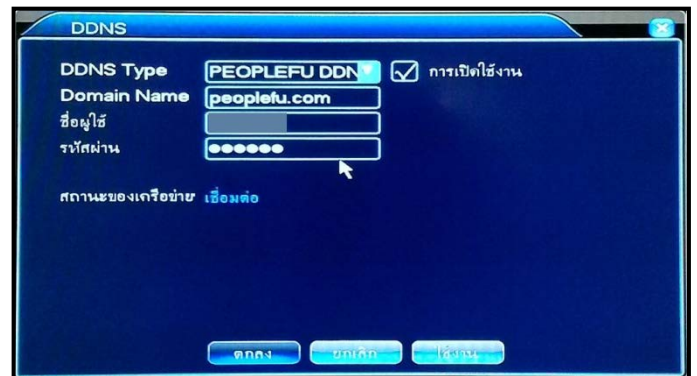 DDNS
DDNS Type PEOPLEFU DDN การเปิดใช้งาน
Domain Name peoplefu.com
ชื่อผู้ใช้
รหัสผ่าน ●●●●●●
สถานะของเครือข่าย เชื่อมต่อ
ตกลง ยกเลิก ใช้งาน